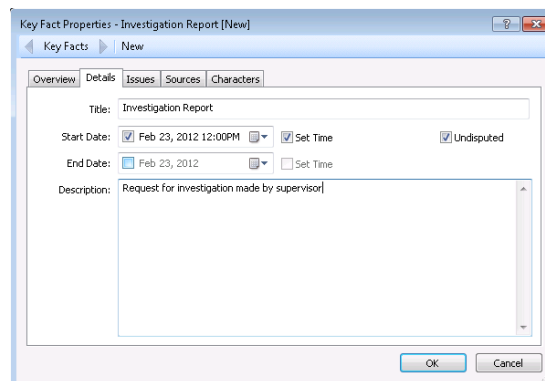 Key Fact Properties - Investigation Report [New]
Key Facts New
Overview Details Issues Sources Characters
Title: Investigation Report
Start Date: Feb 23, 2012 12:00PM Set Time Undisputed
End Date: Feb 23, 2012 Set Time
Description: Request for investigation made by supervisor
OK Cancel